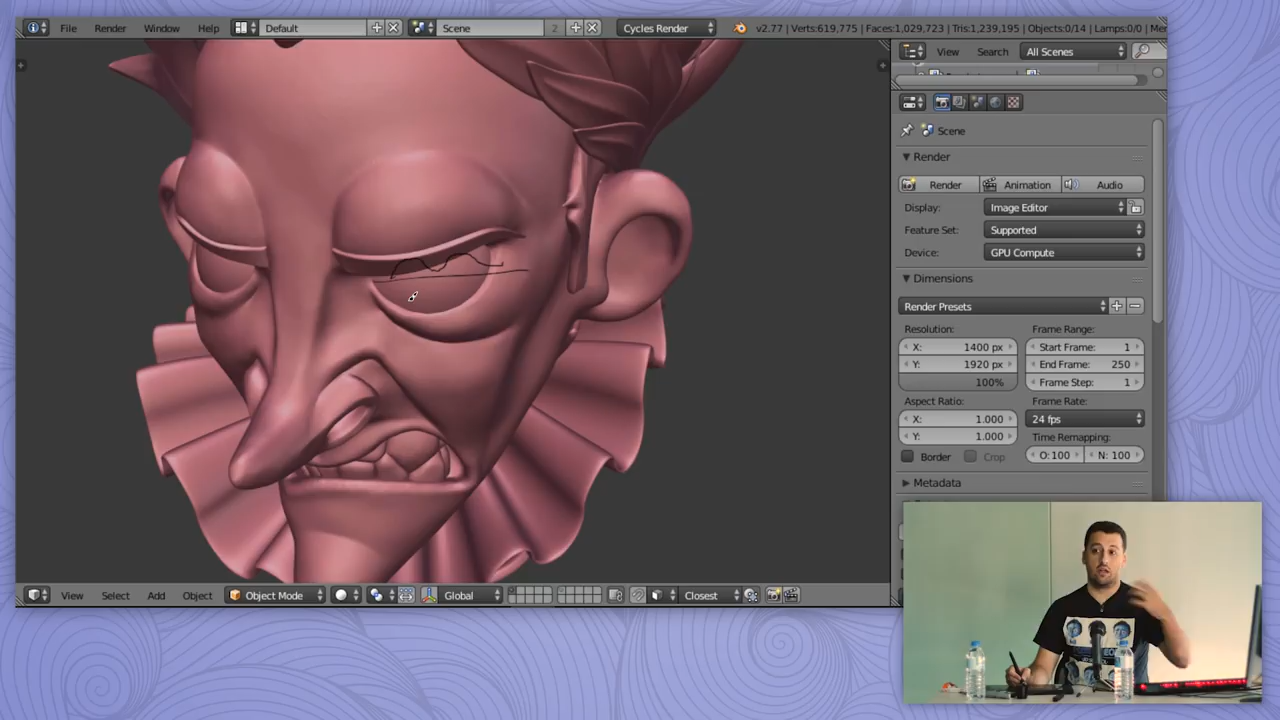 File Render Window Help Default Scene 2 Cycles Render v2.77 | Verts:619,775 | Faces:1,029,723 | Tris:1,239,195 | Objects:0/14 | Lamps:0/0 | Mer
View Search All Scenes
Scene
Render
Render Animation Audio
Display: Image Editor
Feature Set: Supported
Device: GPU Compute
Dimensions
Render Presets
Resolution: Frame Range:
X: 1400 px Start Frame: 1
Y: 1920 px End Frame: 250
100% Frame Step: 1
Aspect Ratio: Frame Rate:
X: 1.000 24 fps
Y: 1.000 Time Remapping:
Border Crop O:100 N: 100
Metadata
View Select Add Object Object Mode Global Closest